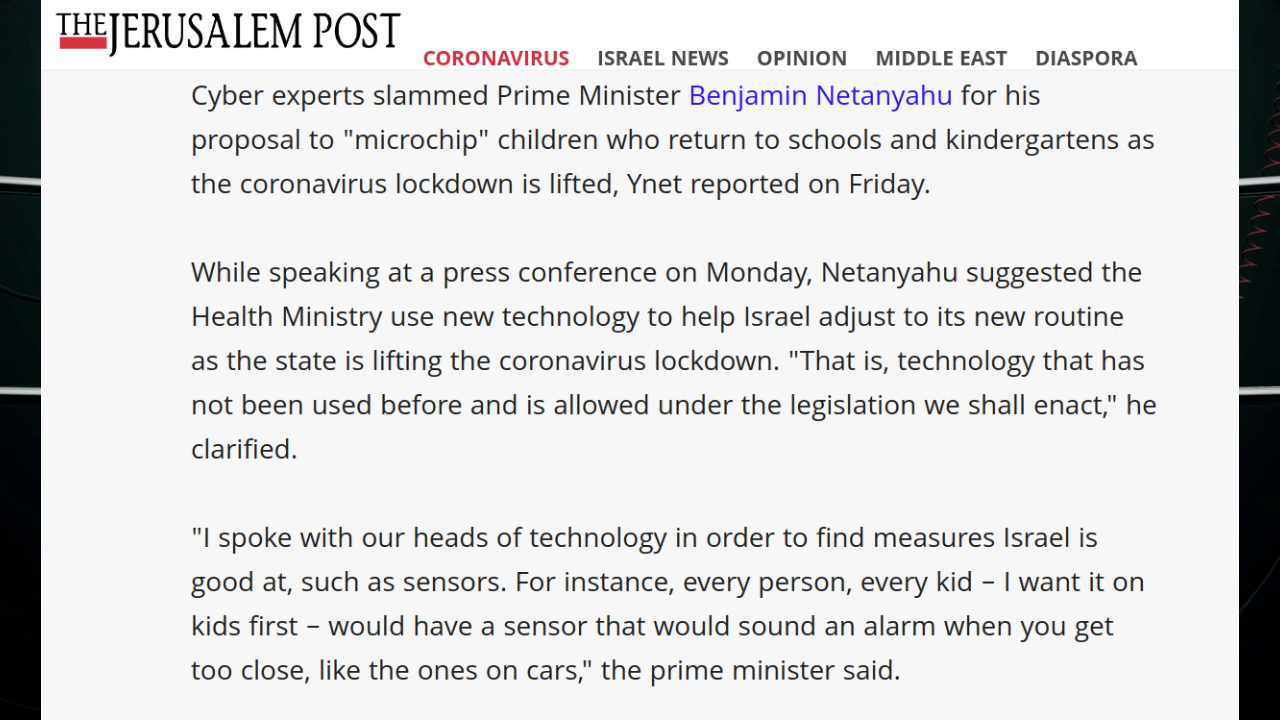 THE JERUSALEM POST
CORONAVIRUS ISRAEL NEWS OPINION MIDDLE EAST DIASPORA
Cyber experts slammed Prime Minister Benjamin Netanyahu for his
proposal to "microchip" children who return to schools and kindergartens as
the coronavirus lockdown is lifted, Ynet reported on Friday.
While speaking at a press conference on Monday, Netanyahu suggested the
Health Ministry use new technology to help Israel adjust to its new routine
as the state is lifting the coronavirus lockdown. "That is, technology that has
not been used before and is allowed under the legislation we shall enact," he
clarified.
"I spoke with our heads of technology in order to find measures Israel is
good at, such as sensors. For instance, every person, every kid – I want it on
kids first – would have a sensor that would sound an alarm when you get
too close, like the ones on cars," the prime minister said.